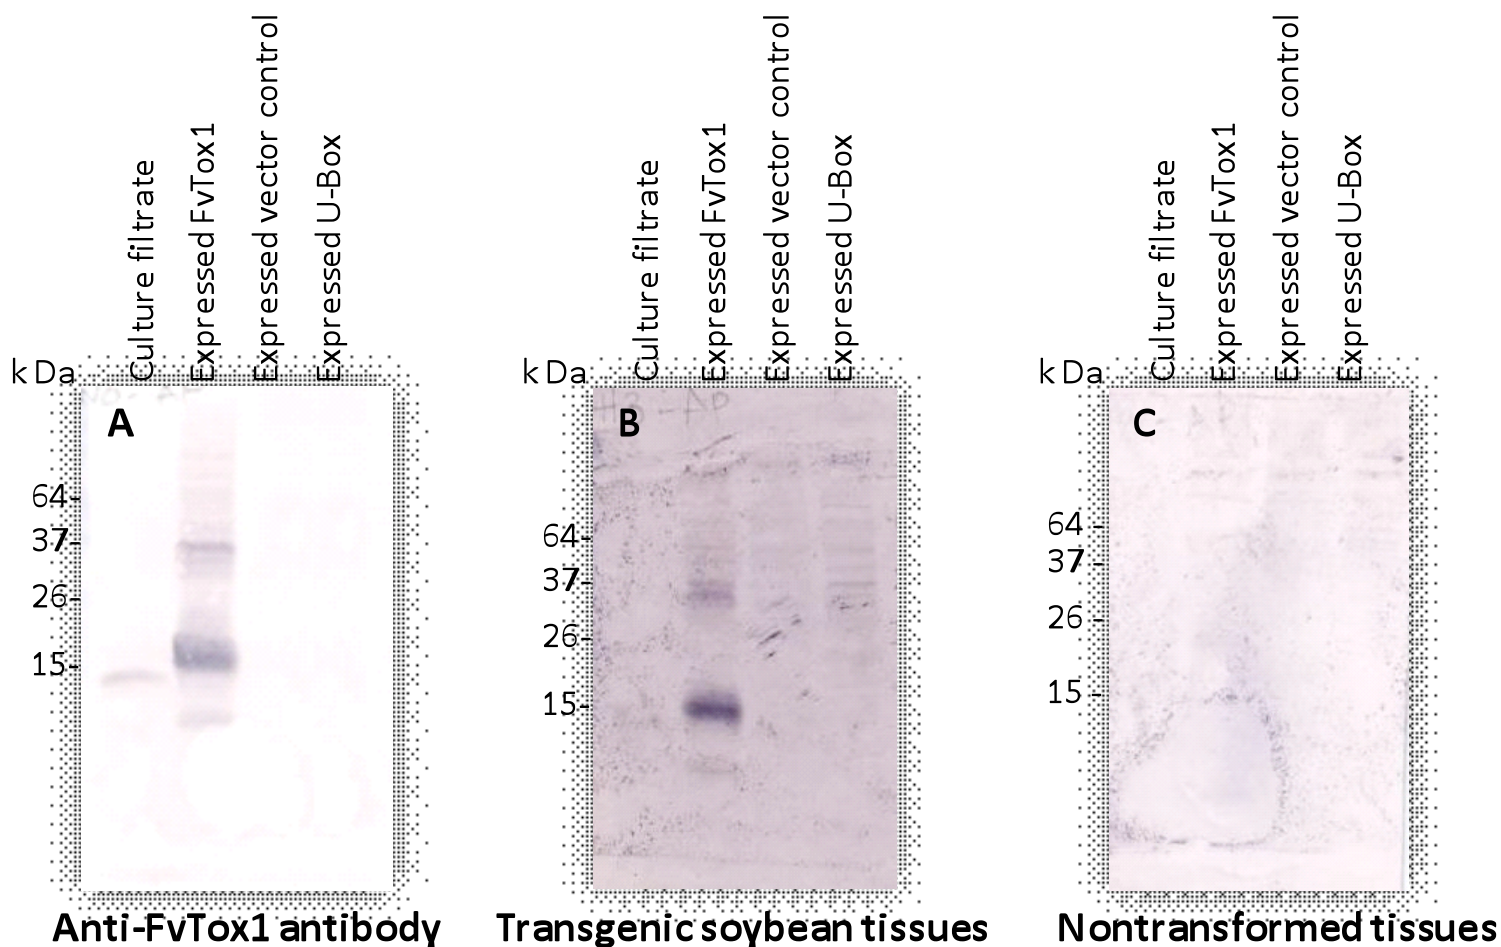 Culture filtrate
Expressed FvTox1
Expressed vector control
Expressed U-Box
Culture filtrate
Expressed FvTox1
Expressed vector control
Expressed U-Box
Culture filtrate
Expressed FvTox1
Expressed vector control
Expressed U-Box
kDa
A
64-
37-
26-
15-
kDa
B
64-
37-
26-
15-
kDa
C
64-
37-
26-
15-
Anti-FvTox1 antibody
Transgenic soybean tissues
Nontransformed tissues